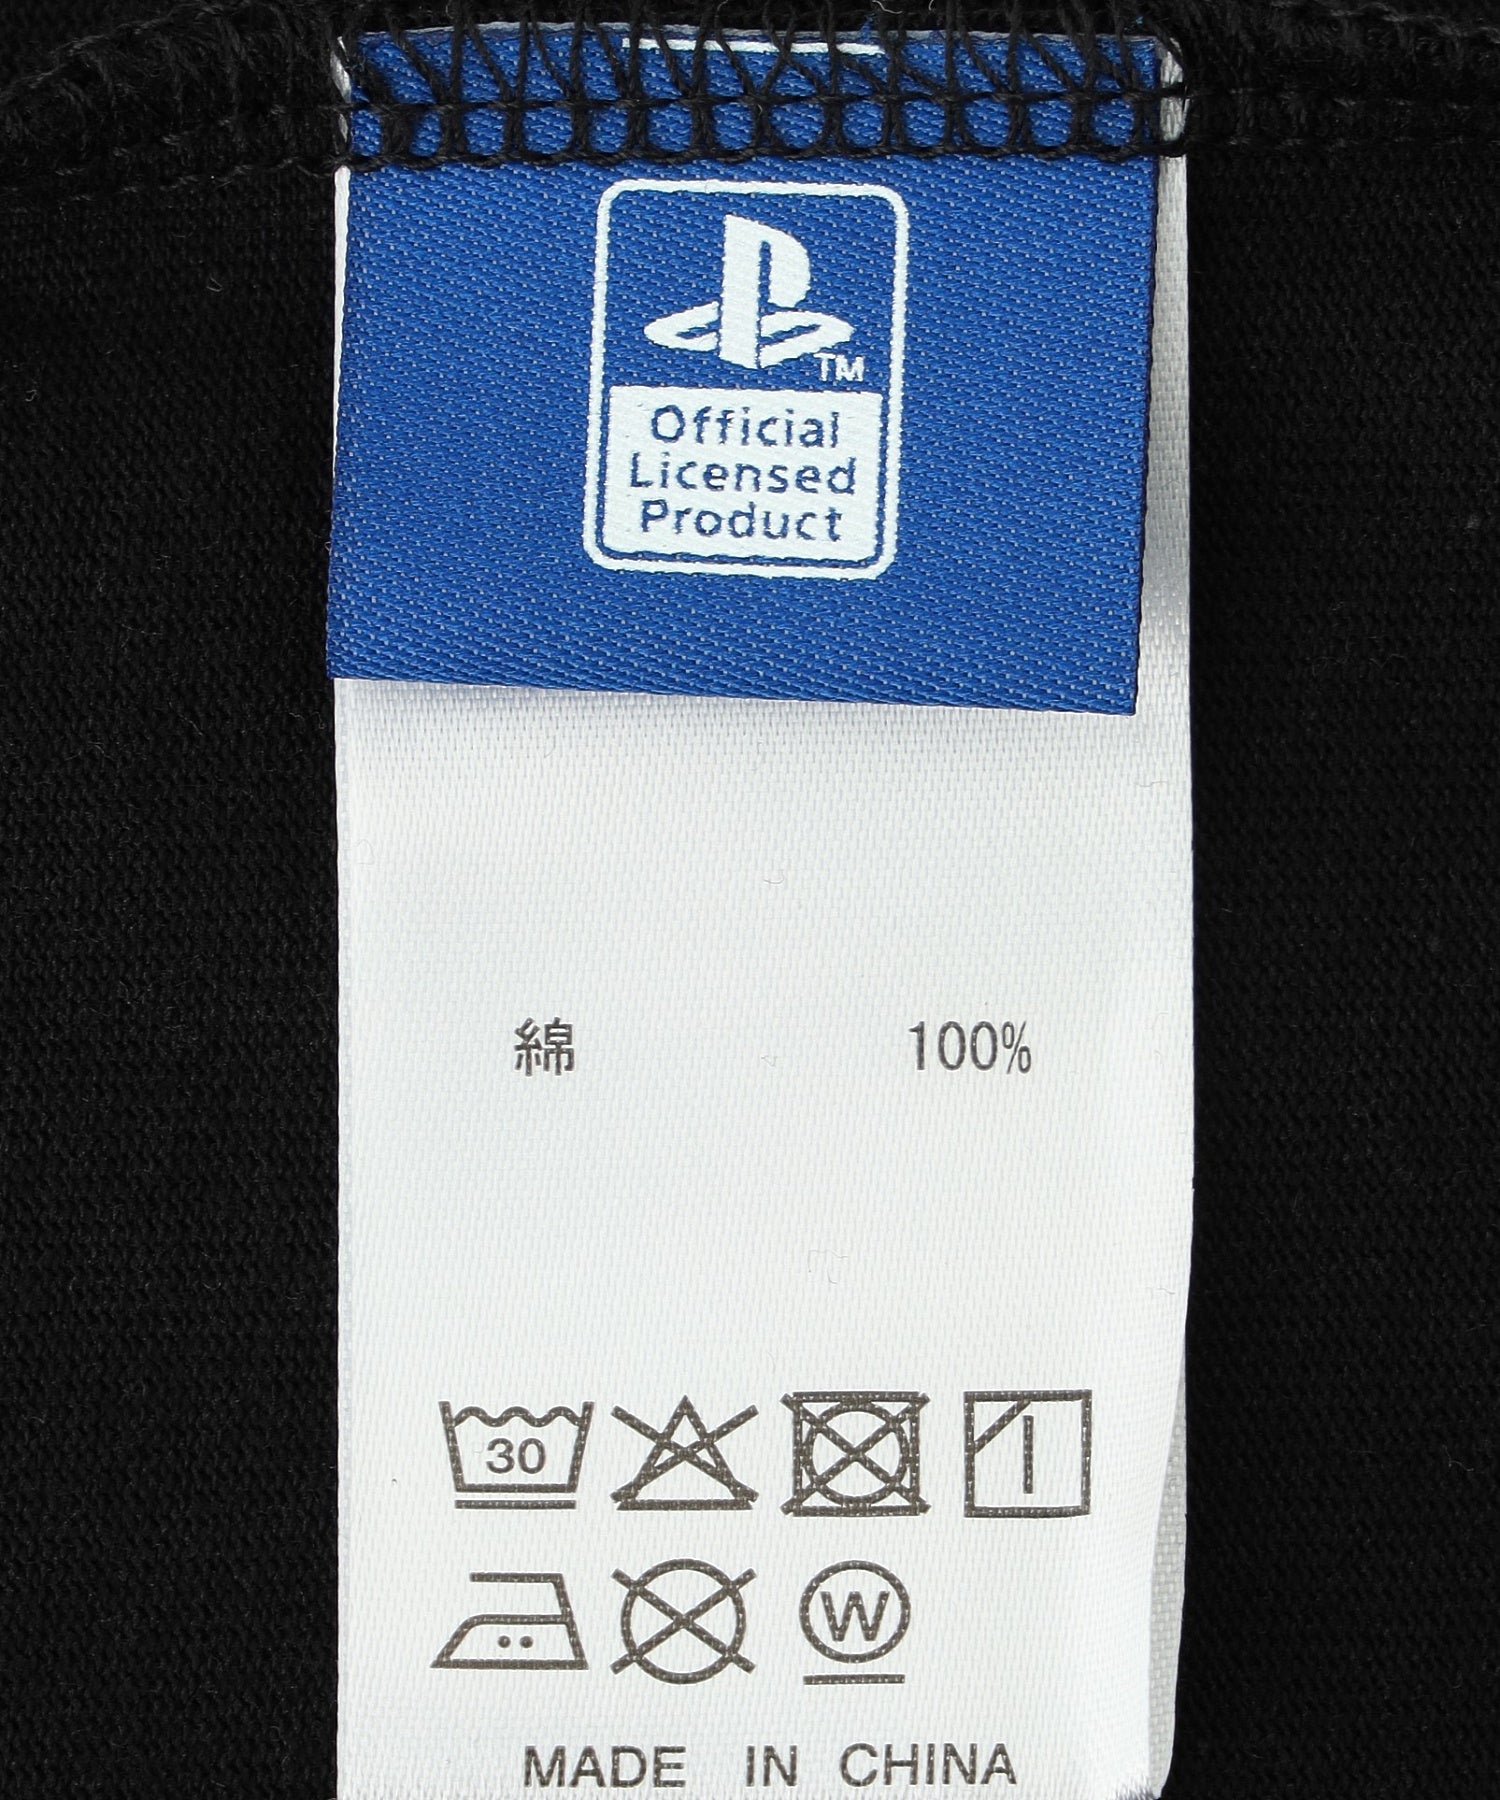 TM
Official
Licensed
Product
綿 100%
30
W
MADE IN CHINA